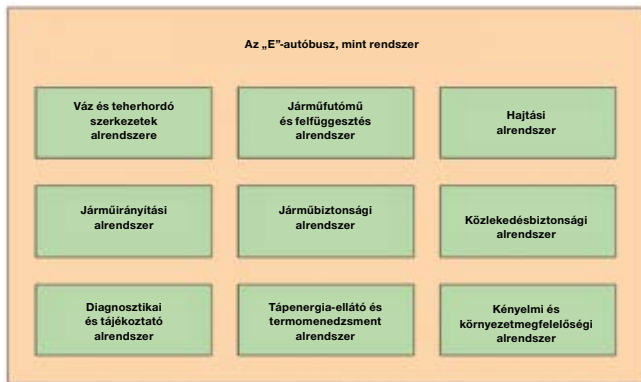 Az „E”-autóbusz, mint rendszer
Váz és teherhordó
szerkezetek
alrendszere
Járműfutómű
és felfüggesztés
alrendszer
Hajtási
alrendszer
Járműirányítási
alrendszer
Járműbiztonsági
alrendszer
Közlekedésbiztonsági
alrendszer
Diagnosztikai
és tájékoztató
alrendszer
Tápenergia-ellátó és
termomenedzsment
alrendszer
Kényelmi és
környezetmegfelelőségi
alrendszer